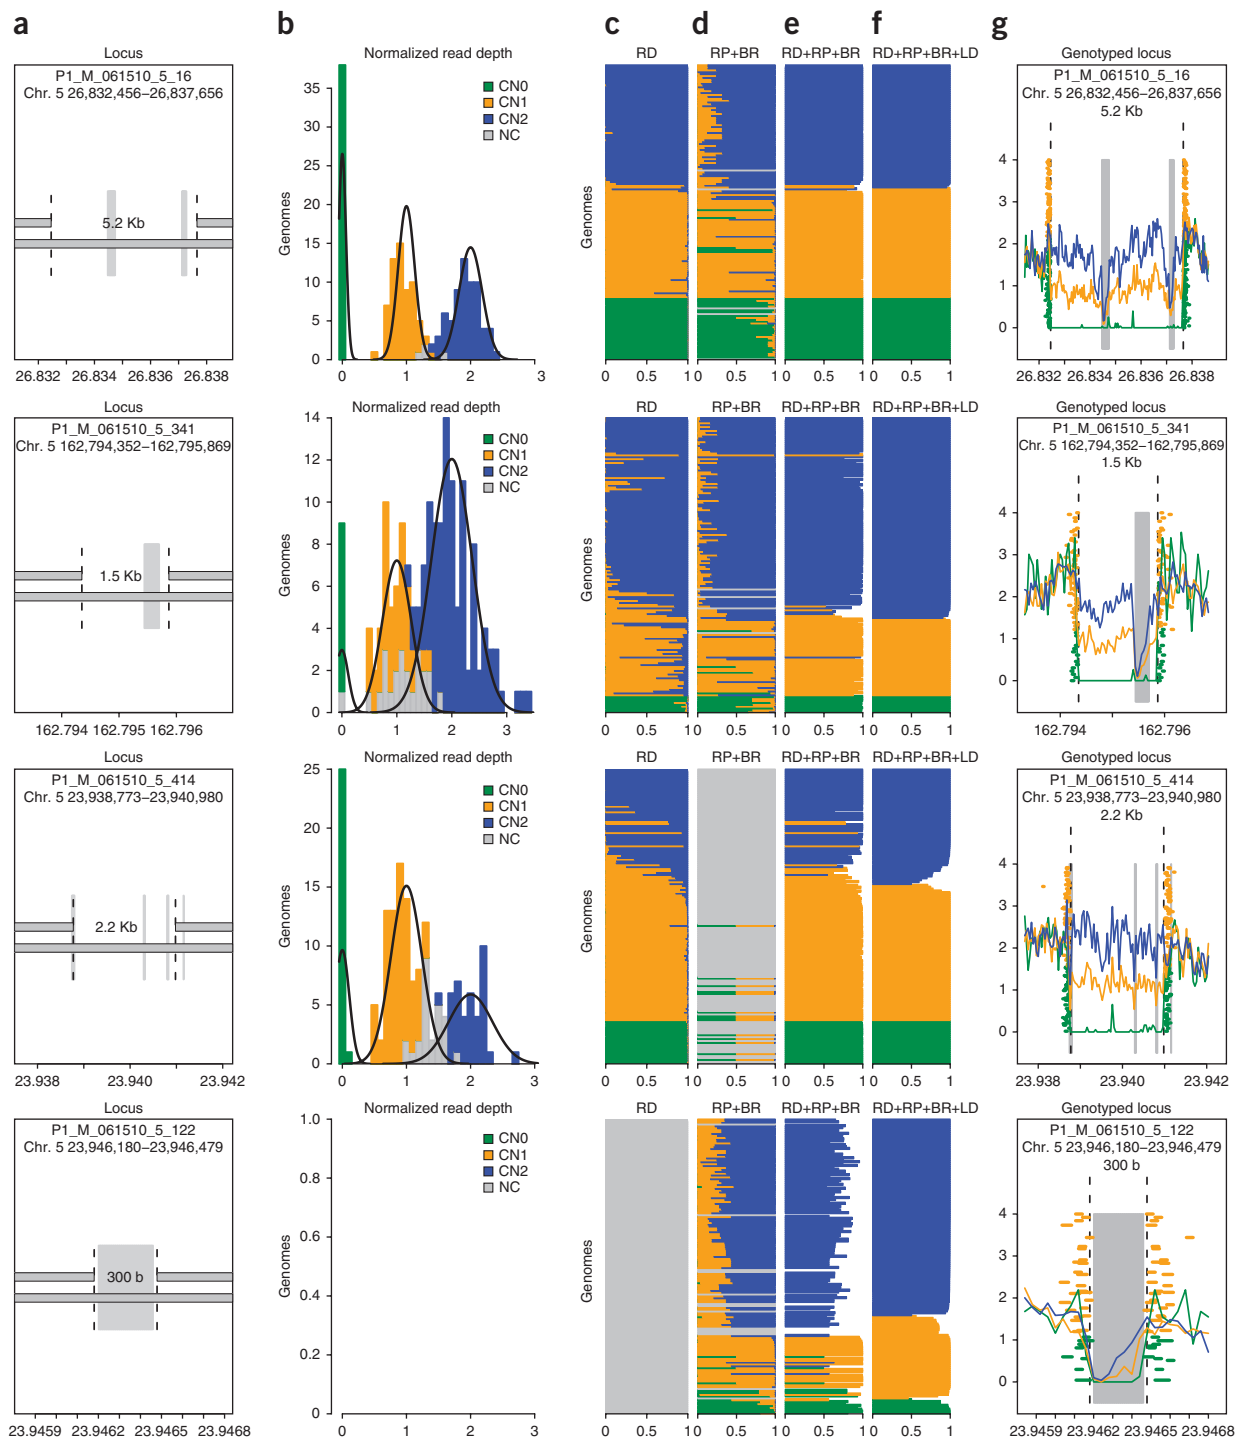 a b c d e f g
Locus
P1_M_061510_5_16
Chr. 5 26,832,456–26,837,656
5.2 Kb
26.832 26.834 26.836 26.838
Normalized read depth
Genomes
35
30
25
20
15
10
5
0
CN0
CN1
CN2
NC
0 1 2 3
RD RP+BR RD+RP+BR RD+RP+BR+LD
Genomes
0 0.5 1 0 0.5 1 0 0.5 1 0 0.5 1
Genotyped locus
P1_M_061510_5_16
Chr. 5 26,832,456–26,837,656
5.2 Kb
4
3
2
1
0
26.832 26.834 26.836 26.838
Locus
P1_M_061510_5_341
Chr. 5 162,794,352–162,795,869
1.5 Kb
162.794 162.795 162.796
Normalized read depth
Genomes
14
12
10
8
6
4
2
0
CN0
CN1
CN2
NC
0 1 2 3
RD RP+BR RD+RP+BR RD+RP+BR+LD
Genomes
0 0.5 1 0 0.5 1 0 0.5 1 0 0.5 1
Genotyped locus
P1_M_061510_5_341
Chr. 5 162,794,352–162,795,869
1.5 Kb
4
3
2
1
0
162.794 162.796
Locus
P1_M_061510_5_414
Chr. 5 23,938,773–23,940,980
2.2 Kb
23.938 23.940 23.942
Normalized read depth
Genomes
25
20
15
10
5
0
CN0
CN1
CN2
NC
0 1 2 3
RD RP+BR RD+RP+BR RD+RP+BR+LD
Genomes
0 0.5 1 0 0.5 1 0 0.5 1 0 0.5 1
Genotyped locus
P1_M_061510_5_414
Chr. 5 23,938,773–23,940,980
2.2 Kb
4
3
2
1
0
23.938 23.940 23.942
Locus
P1_M_061510_5_122
Chr. 5 23,946,180–23,946,479
300 b
23.9459 23.9462 23.9465 23.9468
Normalized read depth
Genomes
1.0
0.8
0.6
0.4
0.2
0
CN0
CN1
CN2
NC
0 1 2 3
RD RP+BR RD+RP+BR RD+RP+BR+LD
Genomes
0 0.5 1 0 0.5 1 0 0.5 1 0 0.5 1
Genotyped locus
P1_M_061510_5_122
Chr. 5 23,946,180–23,946,479
300 b
4
3
2
1
0
23.9459 23.9462 23.9465 23.9468